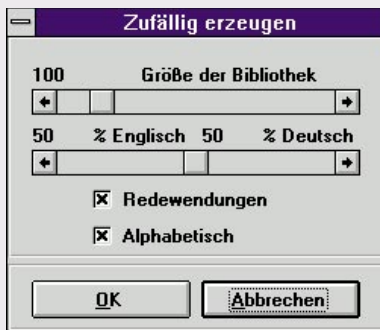 Zufällig erzeugen
100 Größe der Bibliothek
50 % Englisch 50 % Deutsch
Redewendungen
Alphabetisch
OK Abbrechen